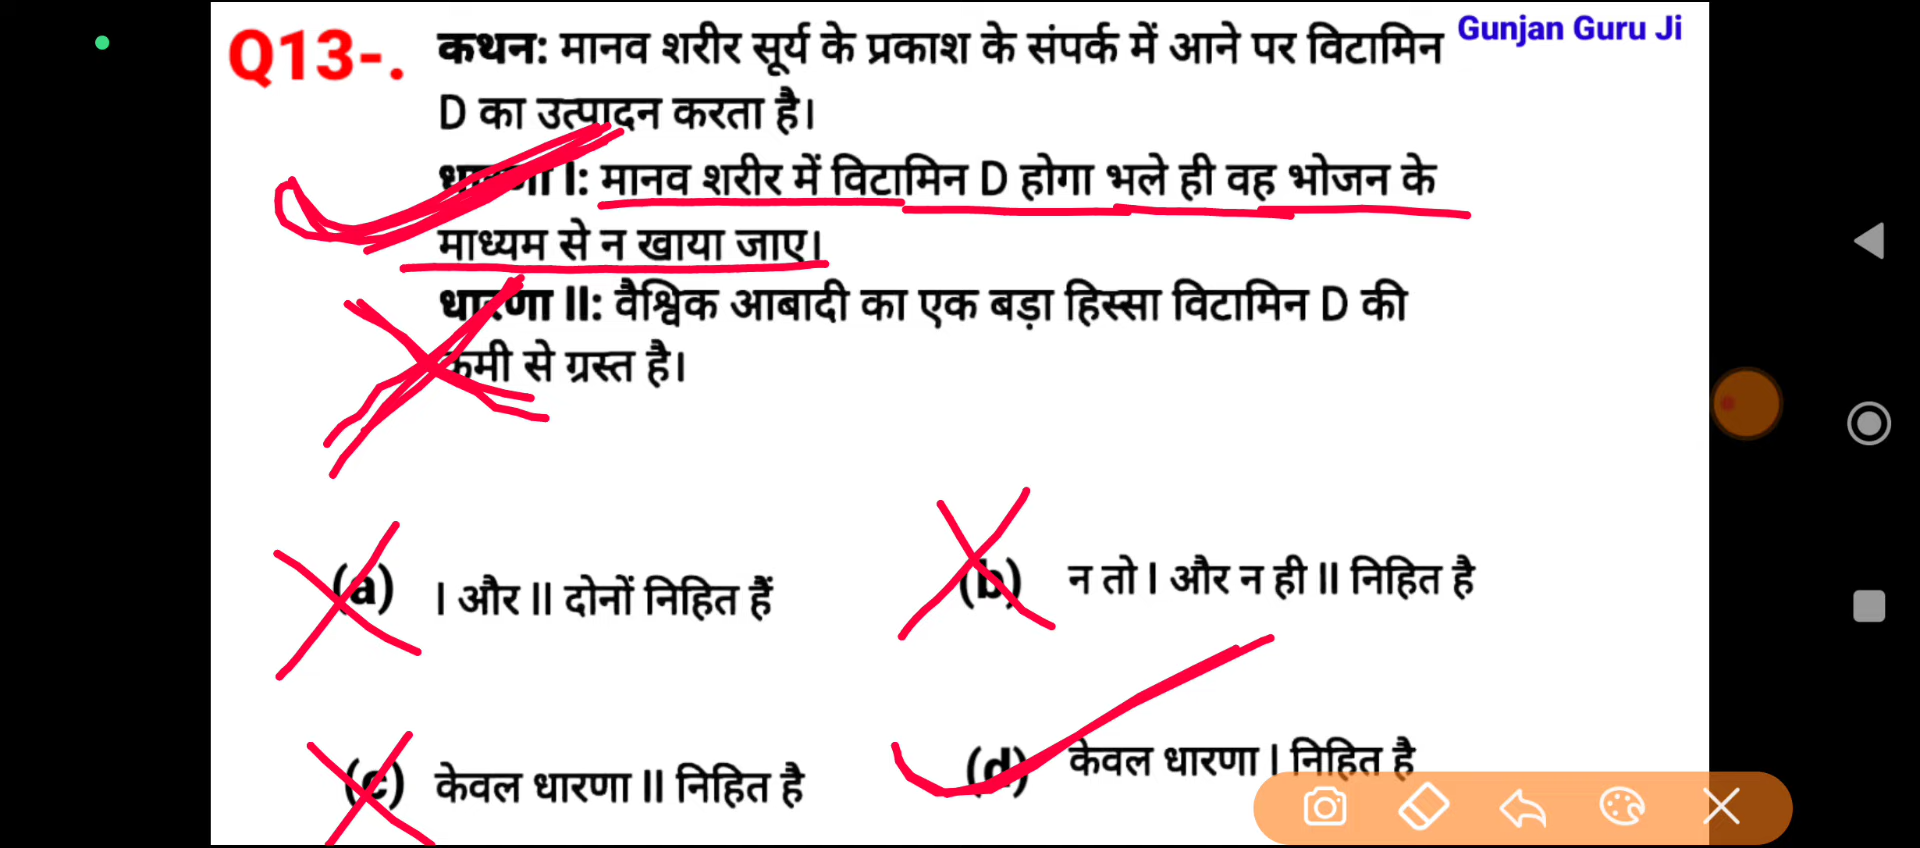 Gunjan Guru Ji
Q13-. कथन: मानव शरीर सूर्य के प्रकाश के संपर्क में आने पर विटामिन
D का उत्पादन करता है।
धारणा I: मानव शरीर में विटामिन D होगा भले ही वह भोजन के
माध्यम से न खाया जाए।
धारणा II: वैश्विक आबादी का एक बड़ा हिस्सा विटामिन D की
कमी से ग्रस्त है।
(a) I और II दोनों निहित हैं
(b) न तो I और न ही II निहित है
(c) केवल धारणा II निहित है
(d) केवल धारणा I निहित है